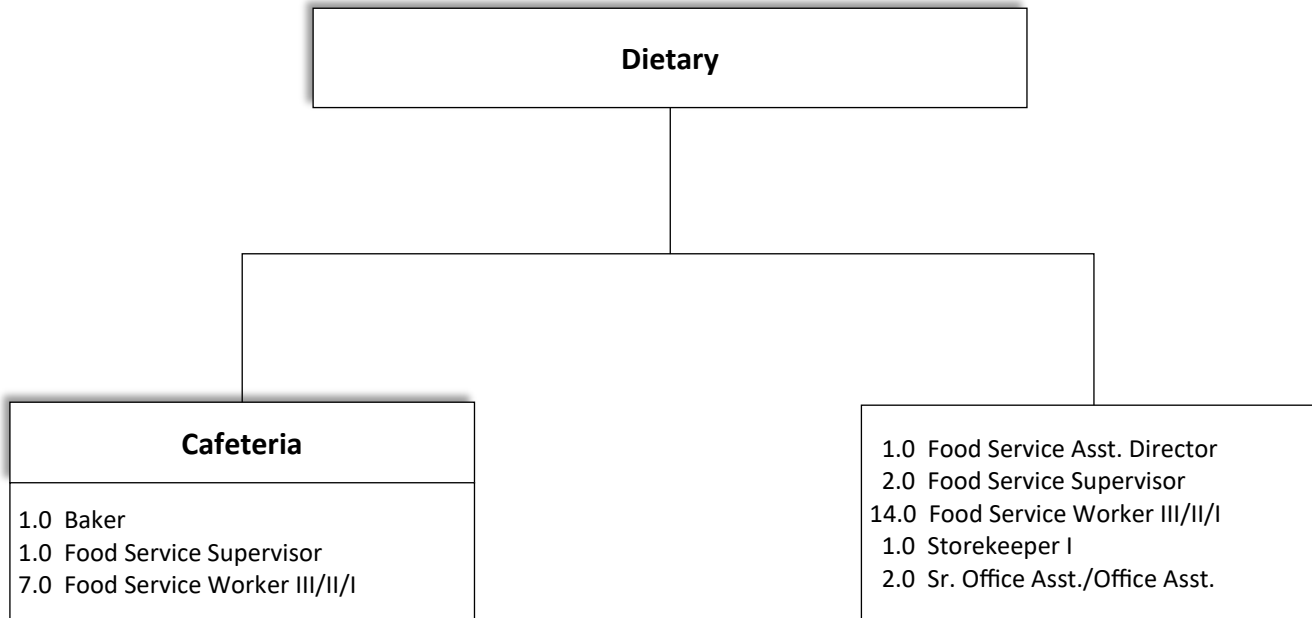 Dietary
Cafeteria
1.0 Baker
1.0 Food Service Supervisor
7.0 Food Service Worker III/II/I
1.0 Food Service Asst. Director
2.0 Food Service Supervisor
14.0 Food Service Worker III/II/I
1.0 Storekeeper I
2.0 Sr. Office Asst./Office Asst.